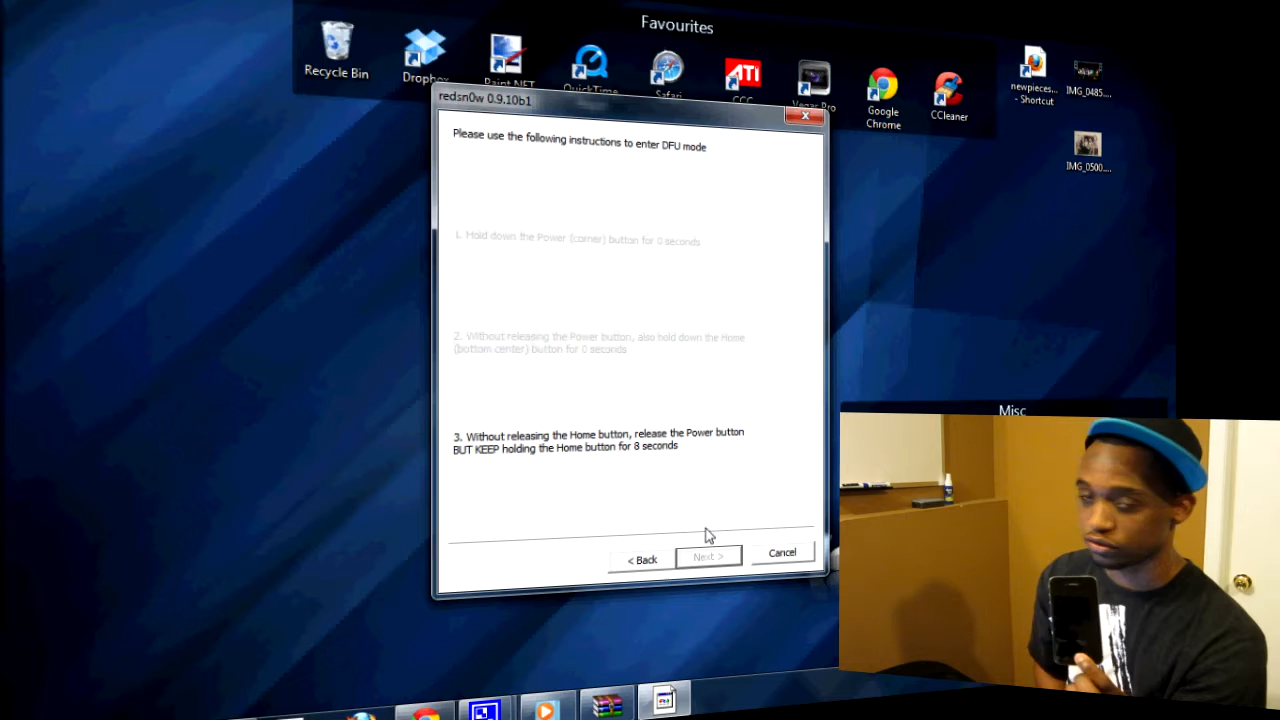 Favourites
Recycle Bin
Dropbox
Paint.NET
QuickTime
Safari
ATI
CCC
Vegas Pro
Google
Chrome
CCleaner
newpieces...
- Shortcut
IMG_0485....
IMG_0500....
redsn0w 0.9.10b1
Please use the following instructions to enter DFU mode
1. Hold down the Power (corner) button for 0 seconds
2. Without releasing the Power button, also hold down the Home
(bottom center) button for 0 seconds
3. Without releasing the Home button, release the Power button
BUT KEEP holding the Home button for 8 seconds
< Back
Next >
Cancel
Misc